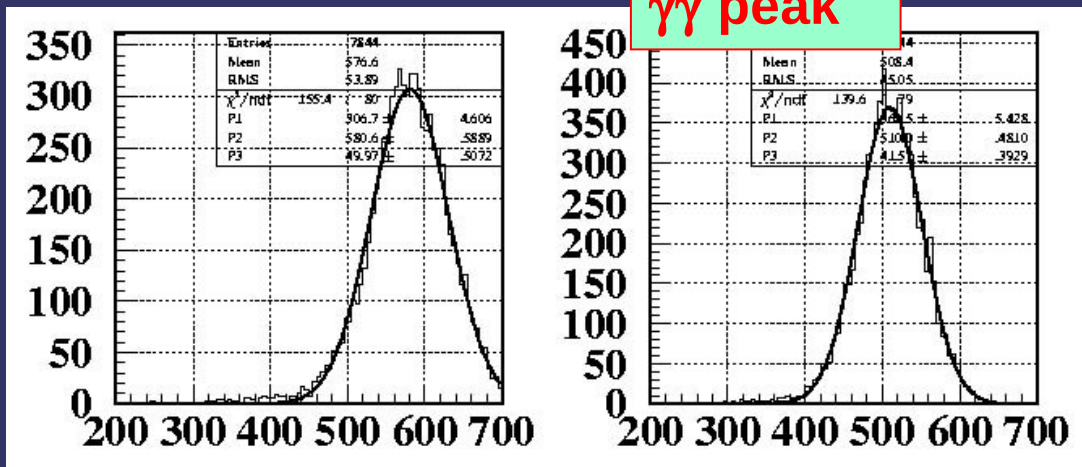 γγ peak
350
300
250
200
150
100
50
0
200 300 400 500 600 700
Entries 7844
Mean 576.6
RMS 53.89
χ²/ndf 155.4 / 80
P1 306.7 ± 4.606
P2 580.6 ± .5889
P3 49.97 ± .5072
450
400
350
300
250
200
150
100
50
0
200 300 400 500 600 700
Mean 508.4
RMS
χ²/ndf 139.6 / 79
P1 ± 5.428
P2 ± .4810
P3 ± .3929